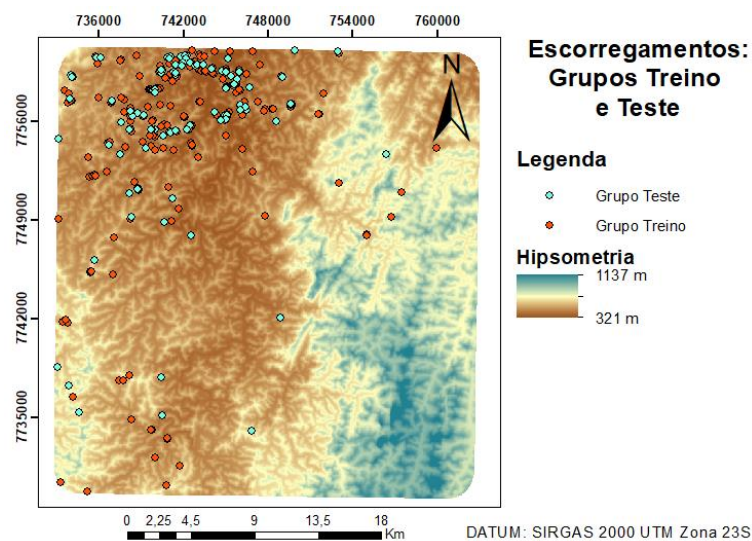 736000 742000 748000 754000 760000
7756000
7749000
7742000
7735000
Escorregamentos:
Grupos Treino
e Teste
N
Legenda
Grupo Teste
Grupo Treino
Hipsometria
1137 m
321 m
0 2,25 4,5 9 13,5 18
Km
DATUM: SIRGAS 2000 UTM Zona 23S